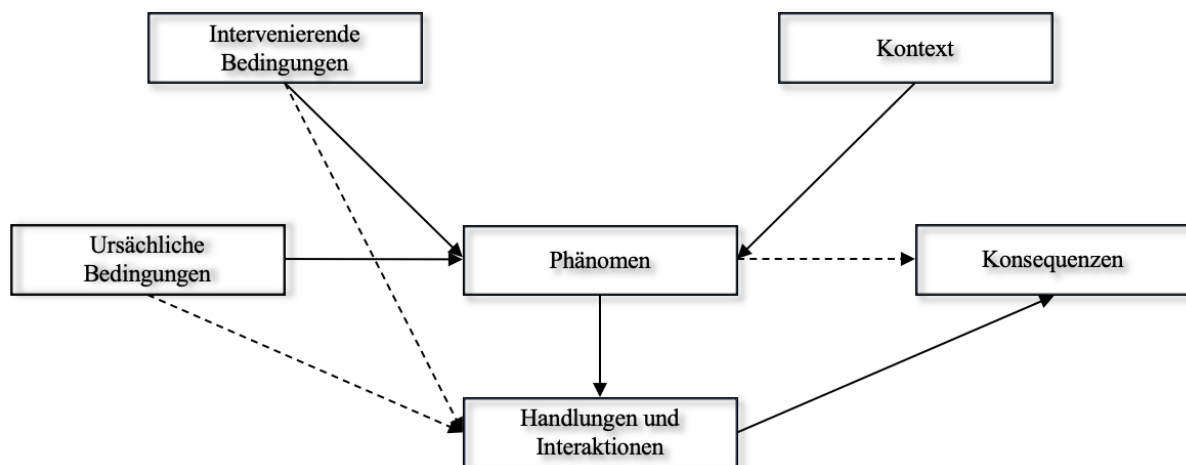 Intervenierende
Bedingungen
Kontext
Ursächliche
Bedingungen
Phänomen
Konsequenzen
Handlungen und
Interaktionen